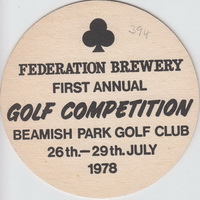 394
FEDERATION BREWERY
FIRST ANNUAL
GOLF COMPETITION
BEAMISH PARK GOLF CLUB
26th.—29th. JULY
1978